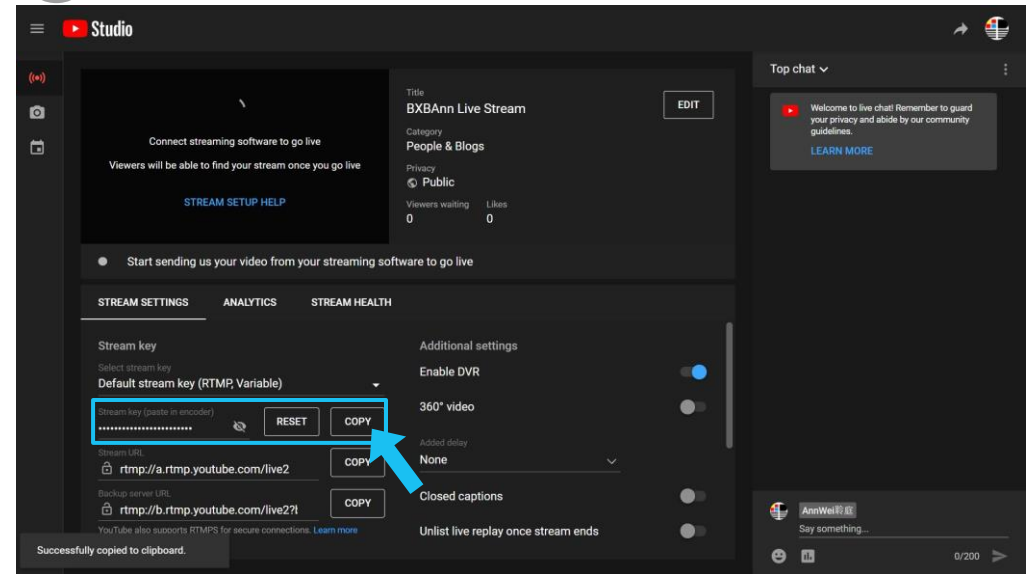 Studio
Connect streaming software to go live
Viewers will be able to find your stream once you go live
STREAM SETUP HELP
Title
BXBAnn Live Stream
EDIT
Category
People & Blogs
Privacy
Public
Viewers waiting Likes
0 0
Start sending us your video from your streaming software to go live
STREAM SETTINGS ANALYTICS STREAM HEALTH
Stream key
Select stream key
Default stream key (RTMP, Variable)
Stream key (paste in encoder)
••••••••••••••••••••••••
RESET COPY
Stream URL
rtmp://a.rtmp.youtube.com/live2
COPY
Backup server URL
rtmp://b.rtmp.youtube.com/live2?l
COPY
YouTube also supports RTMPS for secure connections. Learn more
Additional settings
Enable DVR
360° video
Added delay
None
Closed captions
Unlist live replay once stream ends
Successfully copied to clipboard.
Top chat
Welcome to live chat! Remember to guard
your privacy and abide by our community
guidelines.
LEARN MORE
AnnWei
Say something...
0/200